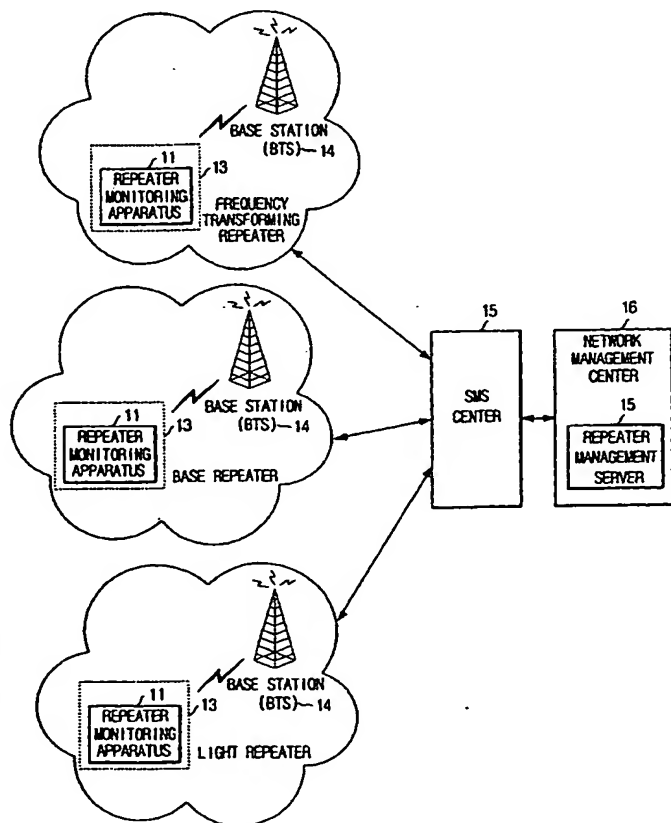 BASE STATION
(BTS) 14
11
13
REPEATER
MONITORING
APPARATUS
FREQUENCY
TRANSFORMING
REPEATER
15
16
SMS
CENTER
NETWORK
MANAGEMENT
CENTER
15
REPEATER
MANAGEMENT
SERVER
BASE STATION
(BTS) 14
11
13
REPEATER
MONITORING
APPARATUS
BASE REPEATER
BASE STATION
(BTS) 14
11
13
REPEATER
MONITORING
APPARATUS
LIGHT REPEATER